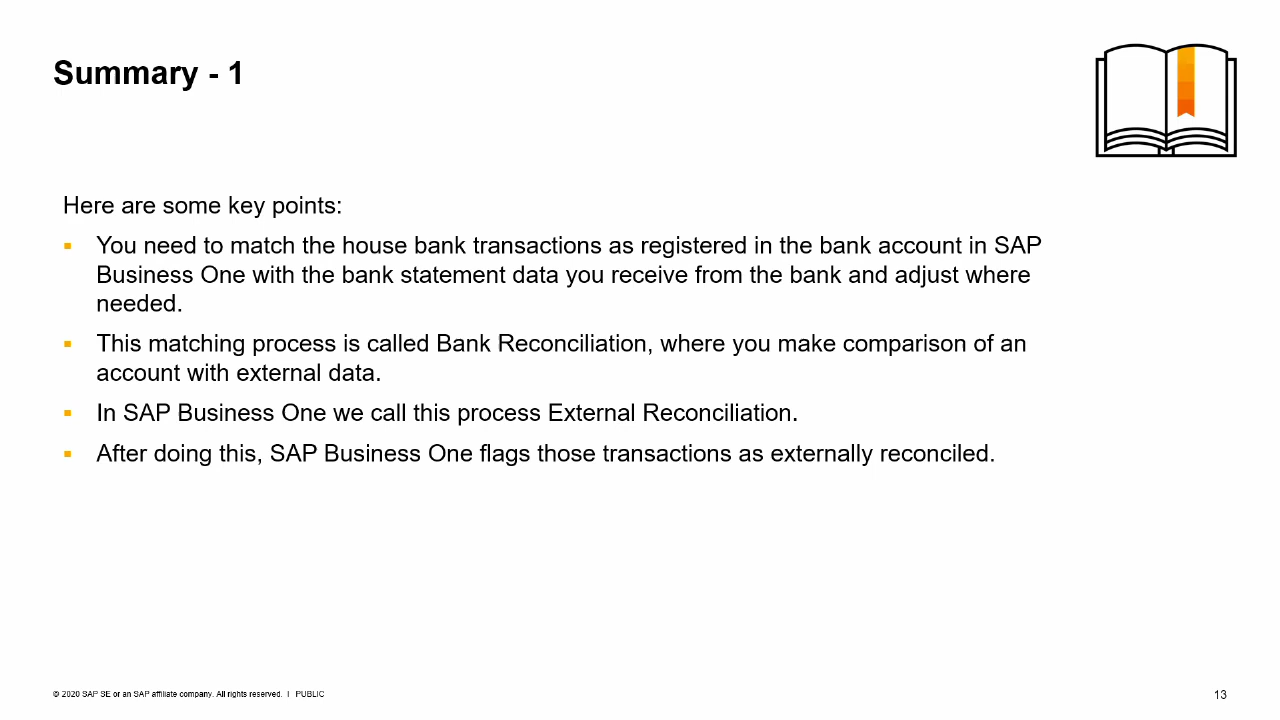 Summary - 1
Here are some key points:
▪ You need to match the house bank transactions as registered in the bank account in SAP
Business One with the bank statement data you receive from the bank and adjust where
needed.
▪ This matching process is called Bank Reconciliation, where you make comparison of an
account with external data.
▪ In SAP Business One we call this process External Reconciliation.
▪ After doing this, SAP Business One flags those transactions as externally reconciled.
© 2020 SAP SE or an SAP affiliate company. All rights reserved. I PUBLIC
13